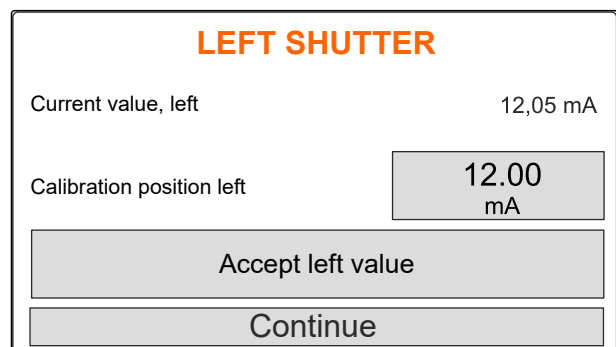 LEFT SHUTTER
Current value, left 12,05 mA
Calibration position left 12.00 mA
Accept left value
Continue